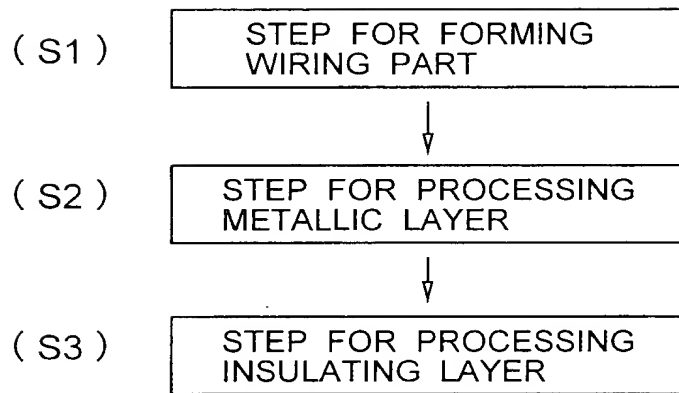 ( S1 )
STEP FOR FORMING
WIRING PART
( S2 )
STEP FOR PROCESSING
METALLIC LAYER
( S3 )
STEP FOR PROCESSING
INSULATING LAYER